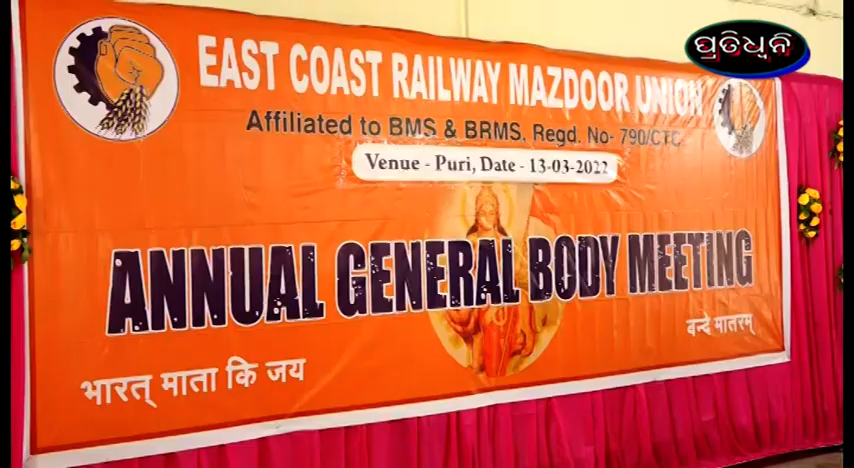 ପ୍ରତିଧ୍ୱନି
EAST COAST RAILWAY MAZDOOR UNION
Affiliated to BMS & BRMS, Regd. No- 790/CTC
Venue - Puri, Date - 13-03-2022
ANNUAL GENERAL BODY MEETING
बन्दे मातरम्
भारत् माता कि जय